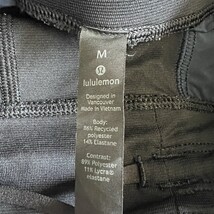 M
lululemon
Designed in
Vancouver
Made in Vietnam
Body:
86% Recycled
polyester
14% Elastane
Contrast:
89% Polyester
11% Lycra®
elastane